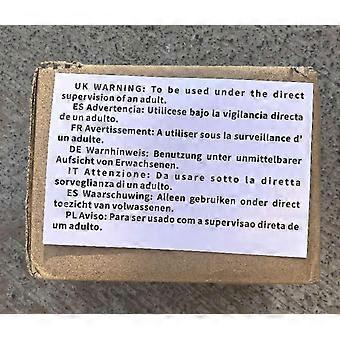 UK WARNING: To be used under the direct
supervision of an adult.
ES Advertencia: Utilícese bajo la vigilancia directa
de un adulto.
FR Avertissement: A utiliser sous la surveillance d'
un adulte.
DE Warnhinweis: Benutzung unter unmittelbarer
Aufsicht von Erwachsenen.
IT Attenzione: Da usare sotto la diretta
sorveglianza di un adulto.
ES Waarschuwing: Alleen gebruiken onder direct
toezicht van volwassenen.
PL Aviso: Para ser usado com a supervisao direta de
um adulto.